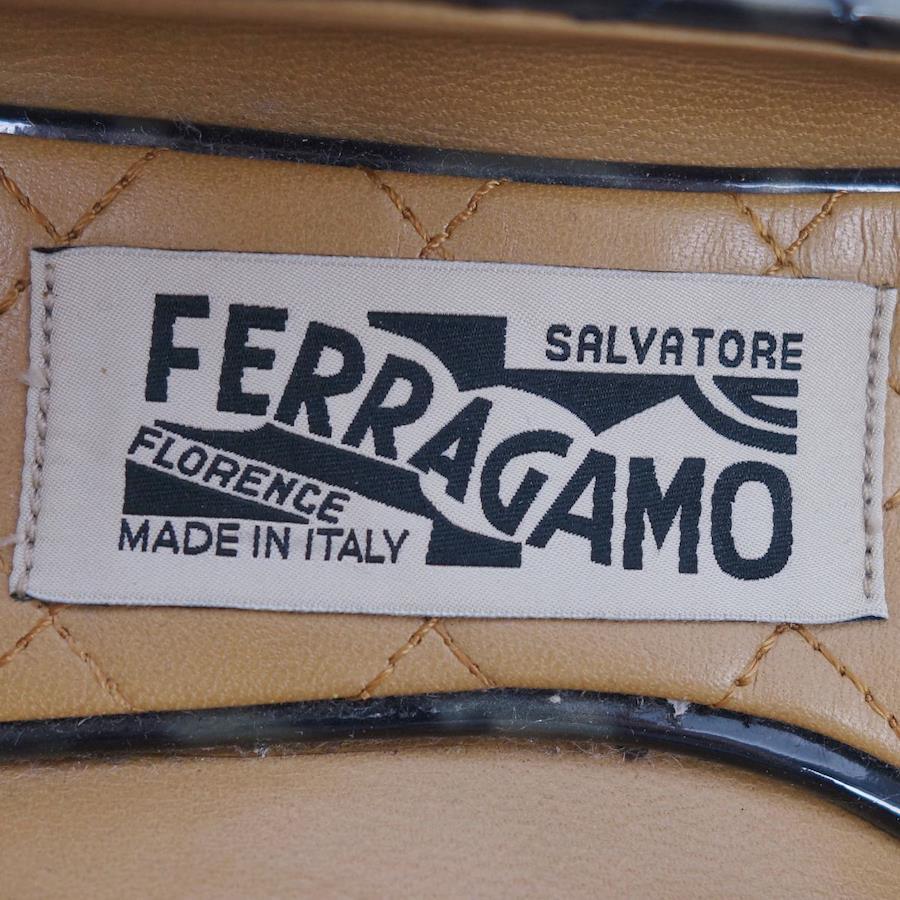 SALVATORE
FERRAGAMO
FLORENCE
MADE IN ITALY